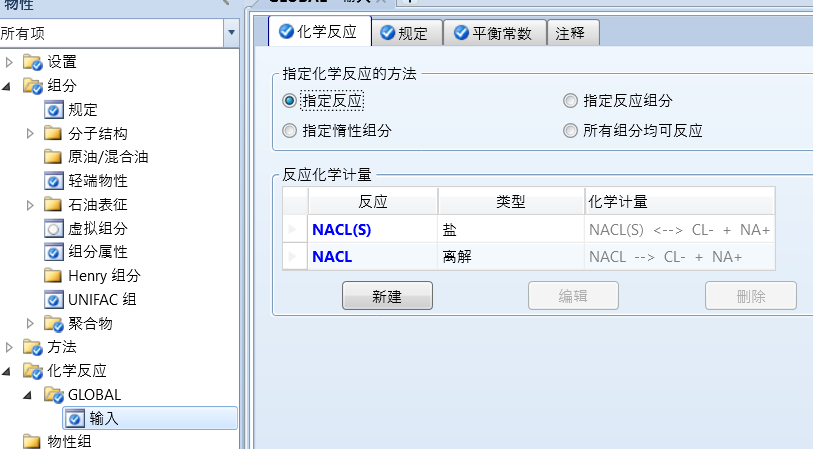 物性
所有项
设置
组分
规定
分子结构
原油/混合油
轻端物性
石油表征
虚拟组分
组分属性
Henry 组分
UNIFAC 组
聚合物
方法
化学反应
GLOBAL
输入
物性组
化学反应 规定 平衡常数 注释
指定化学反应的方法
指定反应 指定反应组分
指定惰性组分 所有组分均可反应
反应化学计量
反应 类型 化学计量
NACL(S) 盐 NACL(S) <--> CL- + NA+
NACL 离解 NACL --> CL- + NA+
新建 编辑 删除